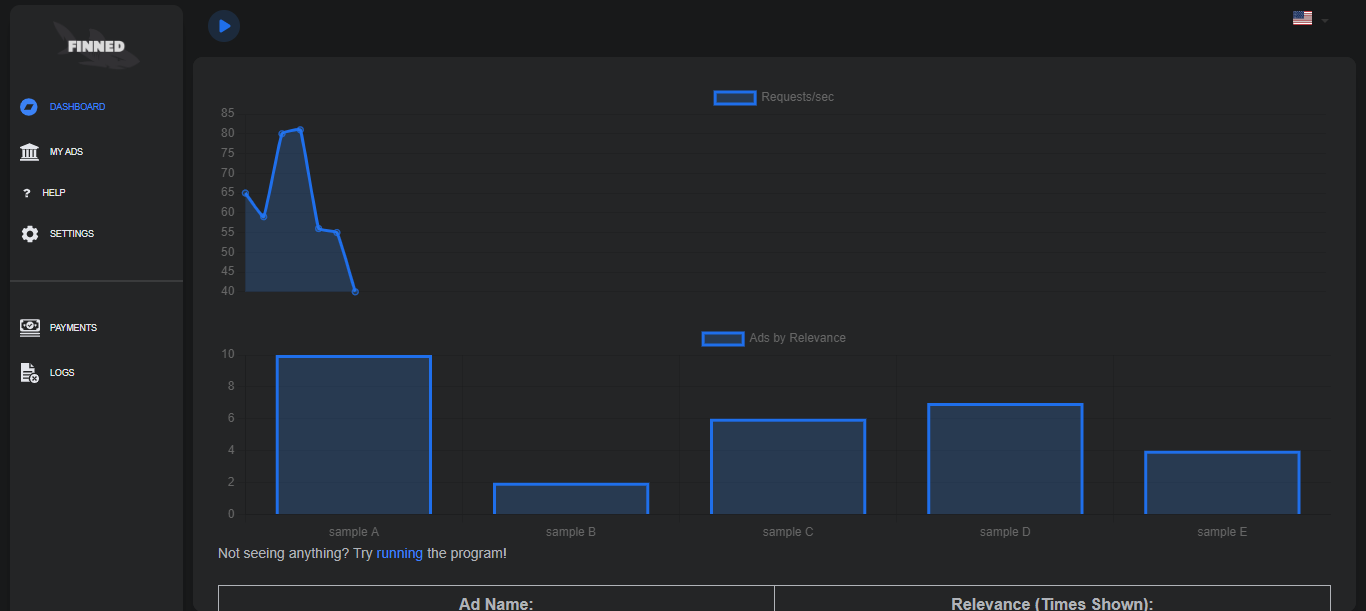 FINNED
DASHBOARD
MY ADS
? HELP
SETTINGS
PAYMENTS
LOGS
Requests/sec
85
80
75
70
65
60
55
50
45
40
Ads by Relevance
10
8
6
4
2
0
sample A sample B sample C sample D sample E
Not seeing anything? Try running the program!
Ad Name: Relevance (Times Shown):